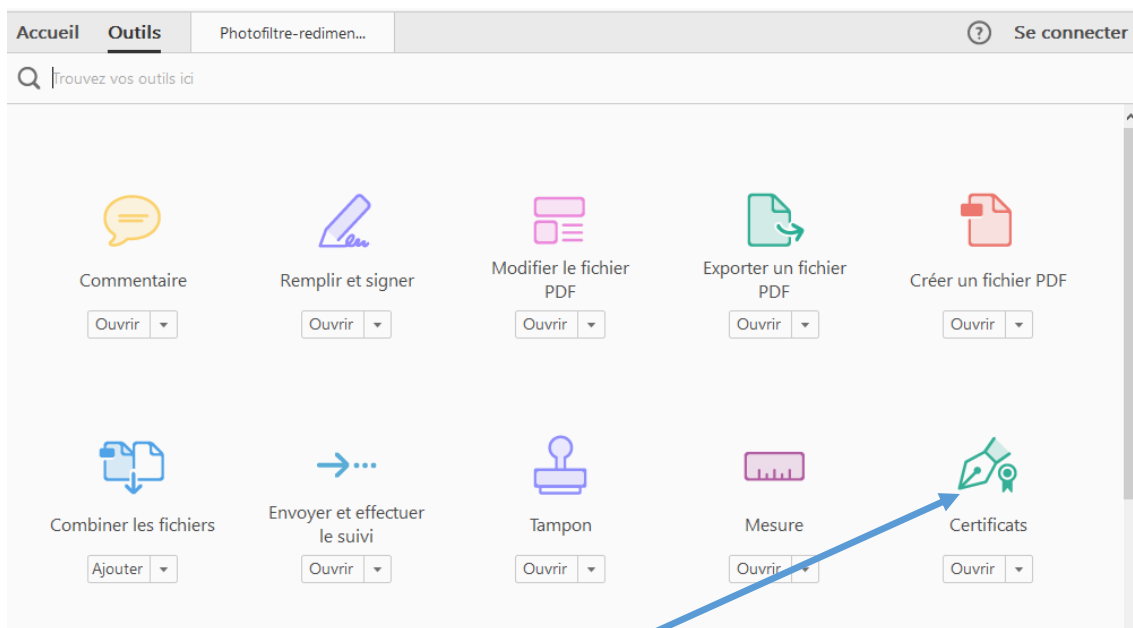 Accueil Outils Photofiltre-redimen... ? Se connecter
Trouvez vos outils ici
Commentaire
Remplir et signer
Modifier le fichier
PDF
Exporter un fichier
PDF
Créer un fichier PDF
Ouvrir Ouvrir Ouvrir Ouvrir Ouvrir
Combiner les fichiers
Envoyer et effectuer
le suivi
Tampon
Mesure
Certificats
Ajouter Ouvrir Ouvrir Ouvrir Ouvrir